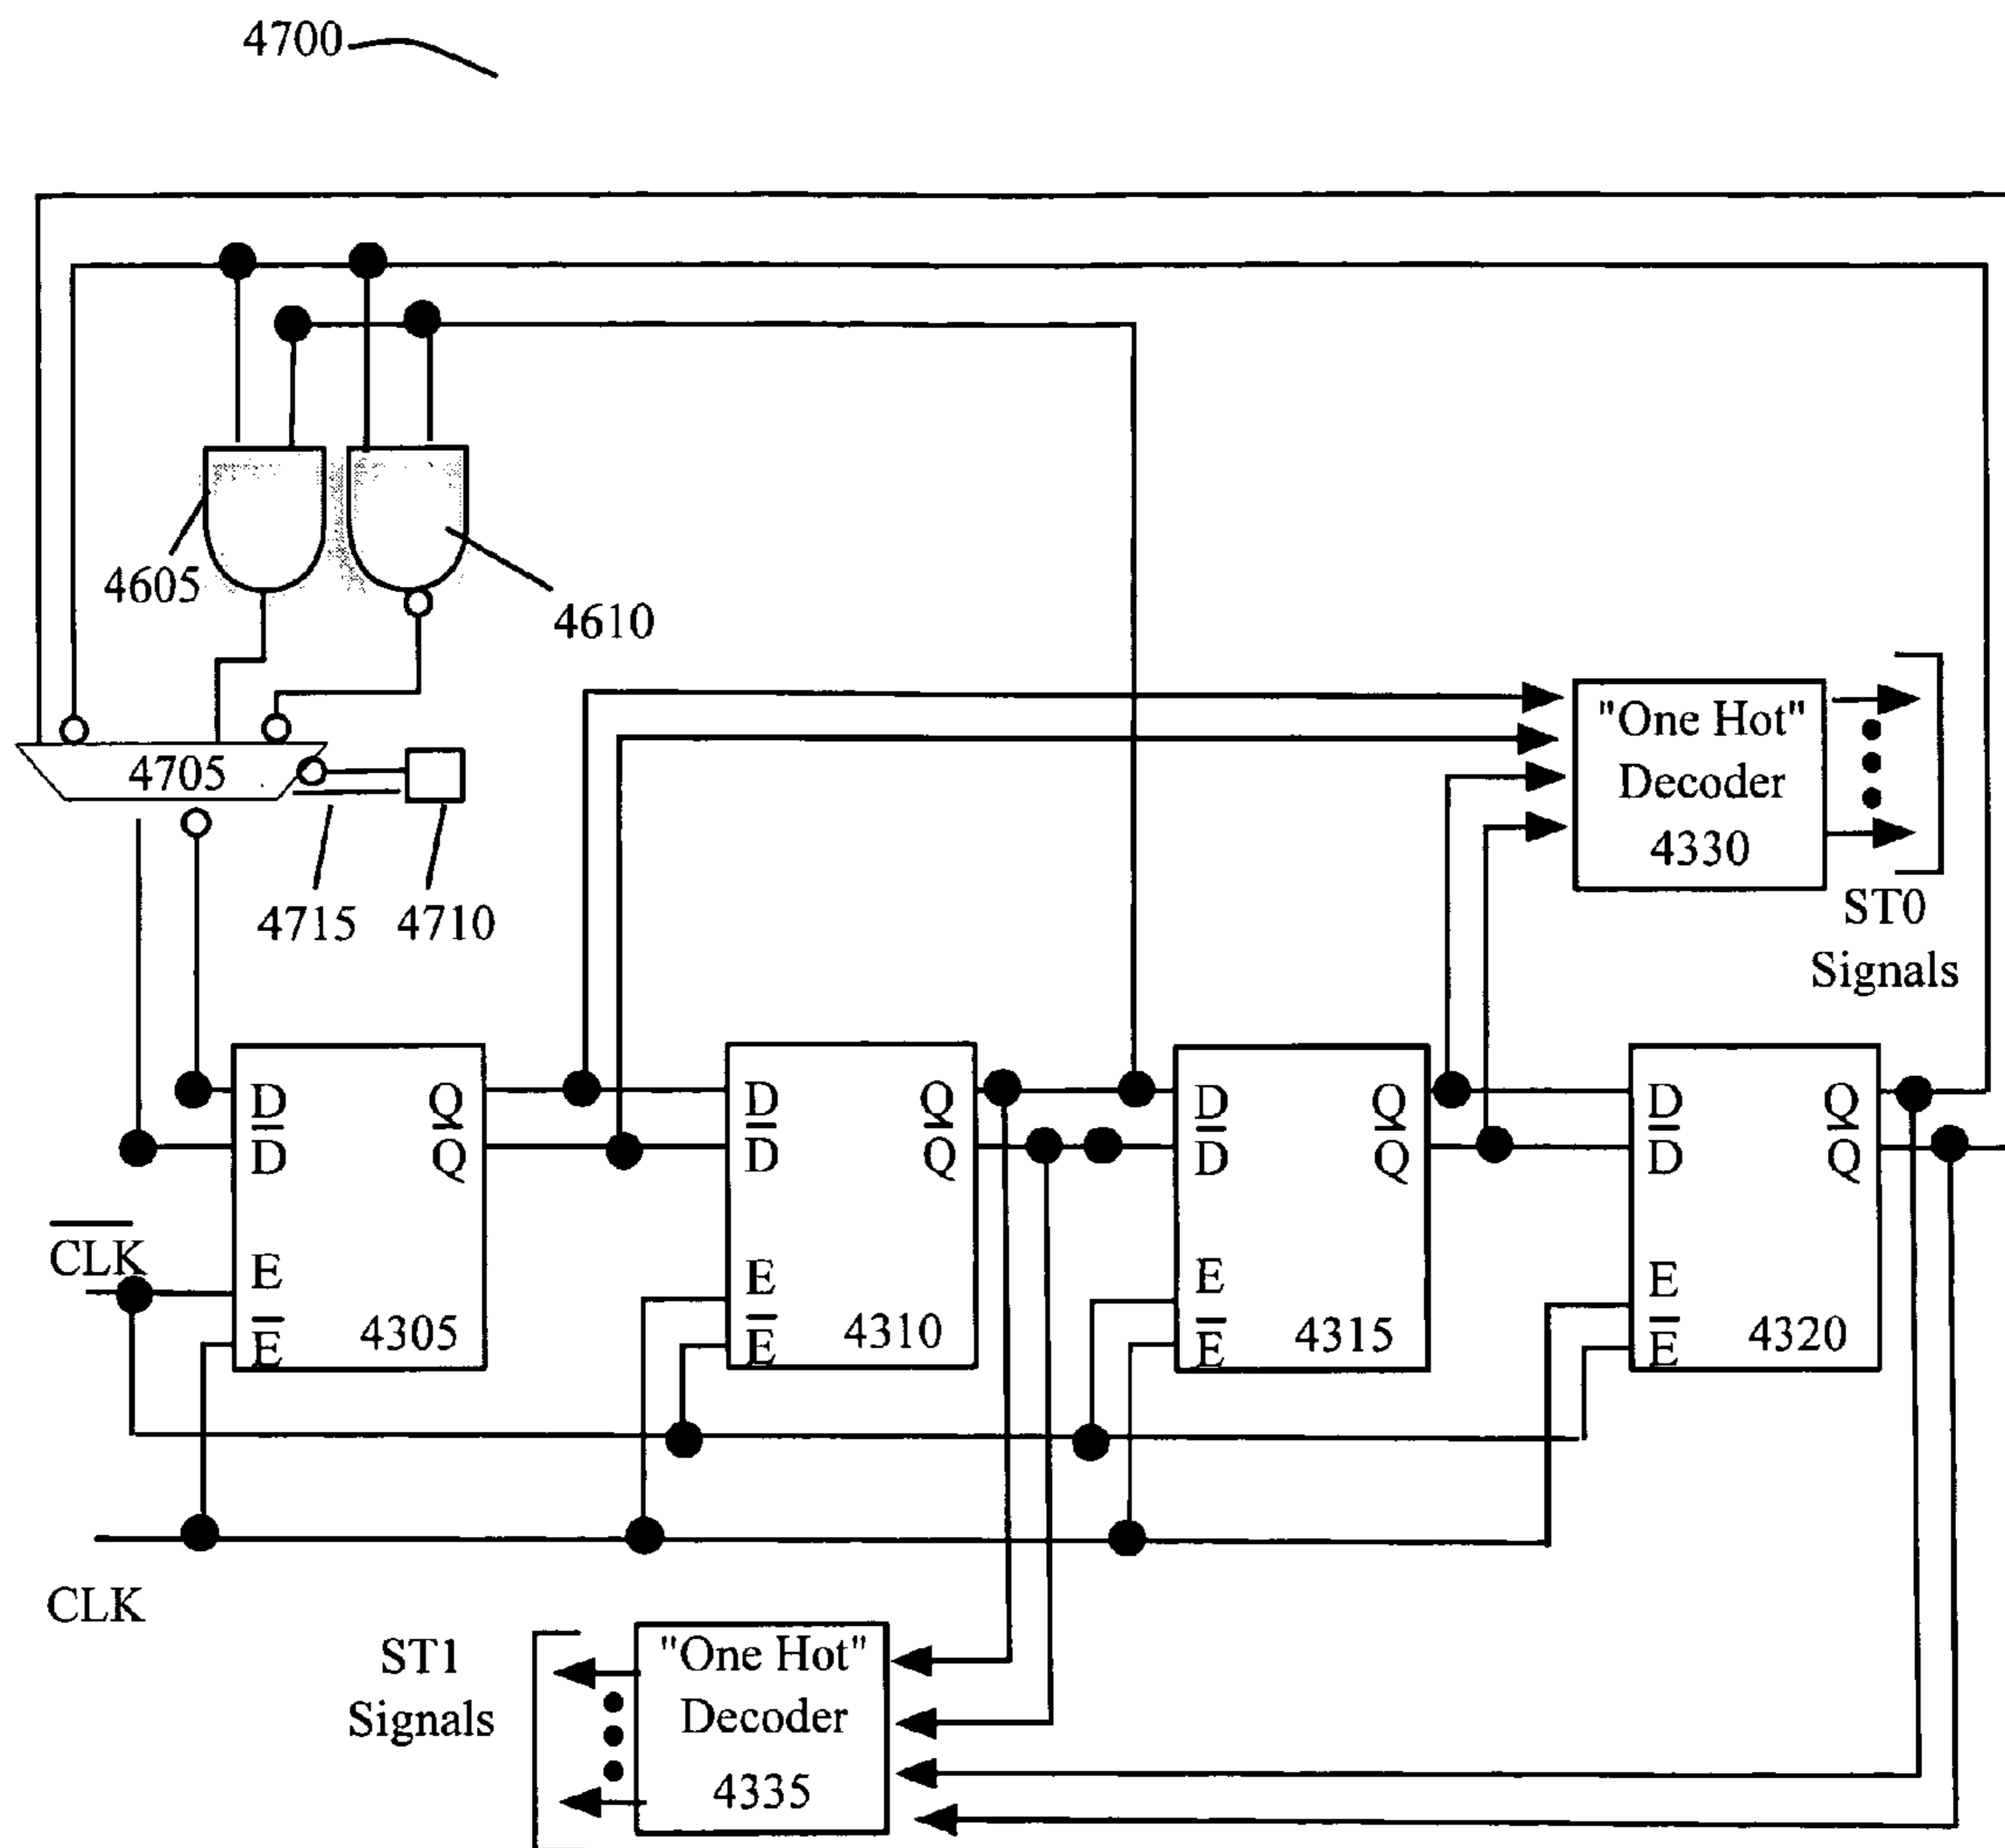 4700
4605
4610
4705
4715
4710
"One Hot"
Decoder
4330
ST0
Signals
D
D̅
Q
Q̅
E
E̅
4305
D
D̅
Q
Q̅
E
E̅
4310
D
D̅
Q
Q̅
E
E̅
4315
D
D̅
Q
Q̅
E
E̅
4320
C̅L̅K̅
CLK
ST1
Signals
"One Hot"
Decoder
4335